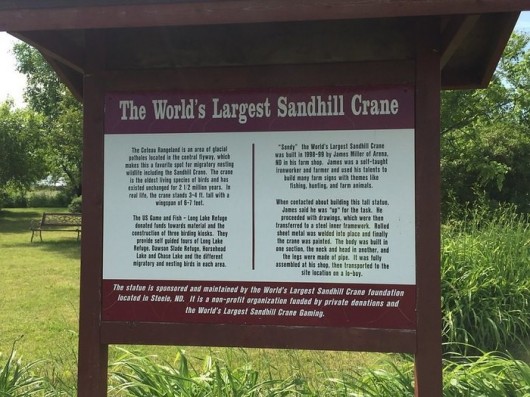 The World's Largest Sandhill Crane
The Coteau Rangeland is an area of glacial
potholes located in the central flyway, which
makes this a favorite spot for migratory nesting
wildlife including the Sandhill Crane. The crane
is the oldest living species of birds and has
existed unchanged for 2 1/2 million years. In
real life, the crane stands 3-4 ft. tall with a
wingspan of 6-7 feet.
The US Game and Fish - Long Lake Refuge
donated funds towards material and the
construction of three birding kiosks. They
provide self guided tours of Long Lake
Refuge, Dawson Slade Refuge, Horsehead
Lake and Chase Lake and the different
migratory and nesting birds in each area.
"Sandy" the World's Largest Sandhill Crane
was built in 1998-99 by James Miller of Arena,
ND in his farm shop. James was a self-taught
ironworker and farmer and used his talents to
build many farm signs with themes like
fishing, hunting, and farm animals.
When contacted about building this tall statue,
James said he was "up" for the task. He
proceeded with drawings, which were then
transferred to a steel inner framework. Rolled
sheet metal was welded into place and finally
the crane was painted. The body was built in
one section, the neck and head in another, and
the legs were made of pipe. It was fully
assembled at his shop, then transported to the
site location on a lo-boy.
The statue is sponsored and maintained by the World's Largest Sandhill Crane foundation
located in Steele, ND. It is a non-profit organization funded by private donations and
the World's Largest Sandhill Crane Gaming.